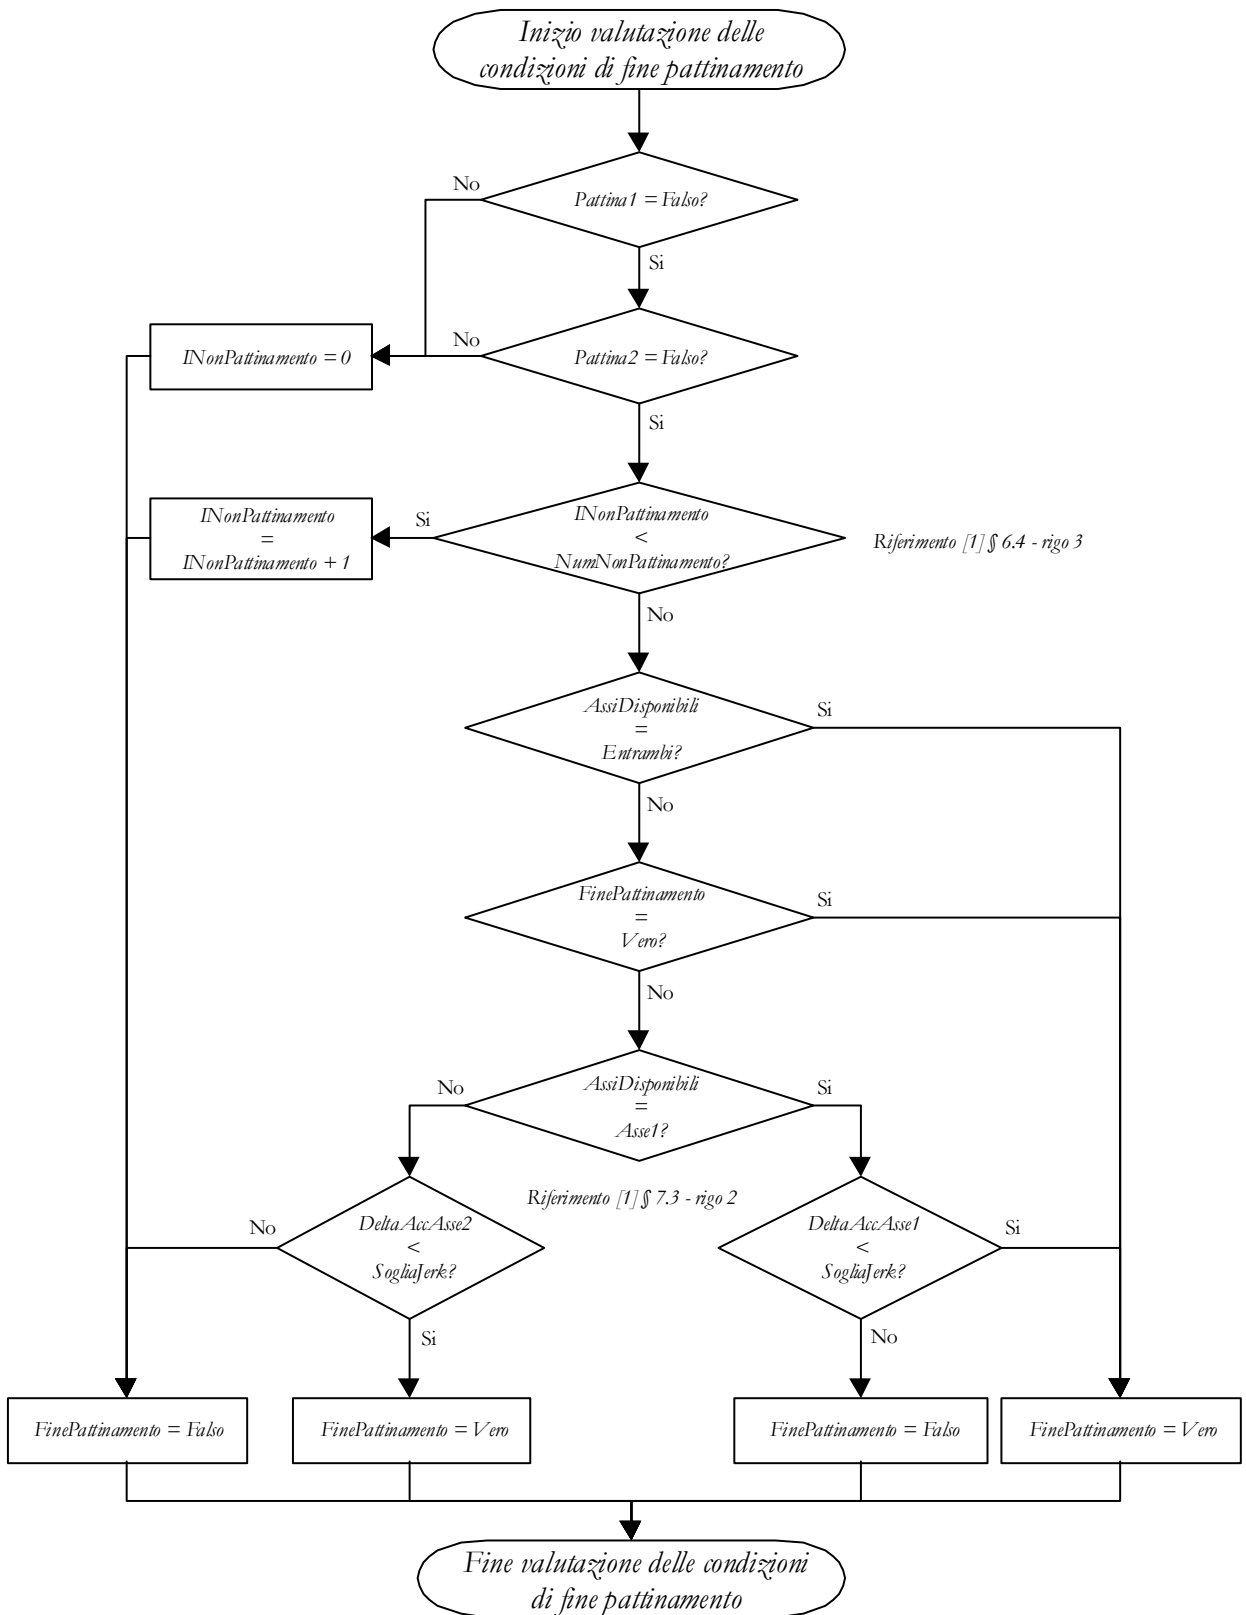 Inizio valutazione delle
condizioni di fine pattinamento
No
Pattina1 = Falso?
Si
INonPattinamento = 0
No
Pattina2 = Falso?
Si
INonPattinamento
=
INonPattinamento + 1
Si
INonPattinamento
<
NumNonPattinamento?
Riferimento [1] § 6.4 - rigo 3
No
AssiDisponibili
=
Entrambi?
Si
No
FinePattinamento
=
Vero?
Si
No
No
AssiDisponibili
=
Asse1?
Si
Riferimento [1] § 7.3 - rigo 2
No
DeltaAccAsse2
<
SogliaJerk?
DeltaAccAsse1
<
SogliaJerk?
Si
Si
No
FinePattinamento = Falso
FinePattinamento = Vero
FinePattinamento = Falso
FinePattinamento = Vero
Fine valutazione delle condizioni
di fine pattinamento